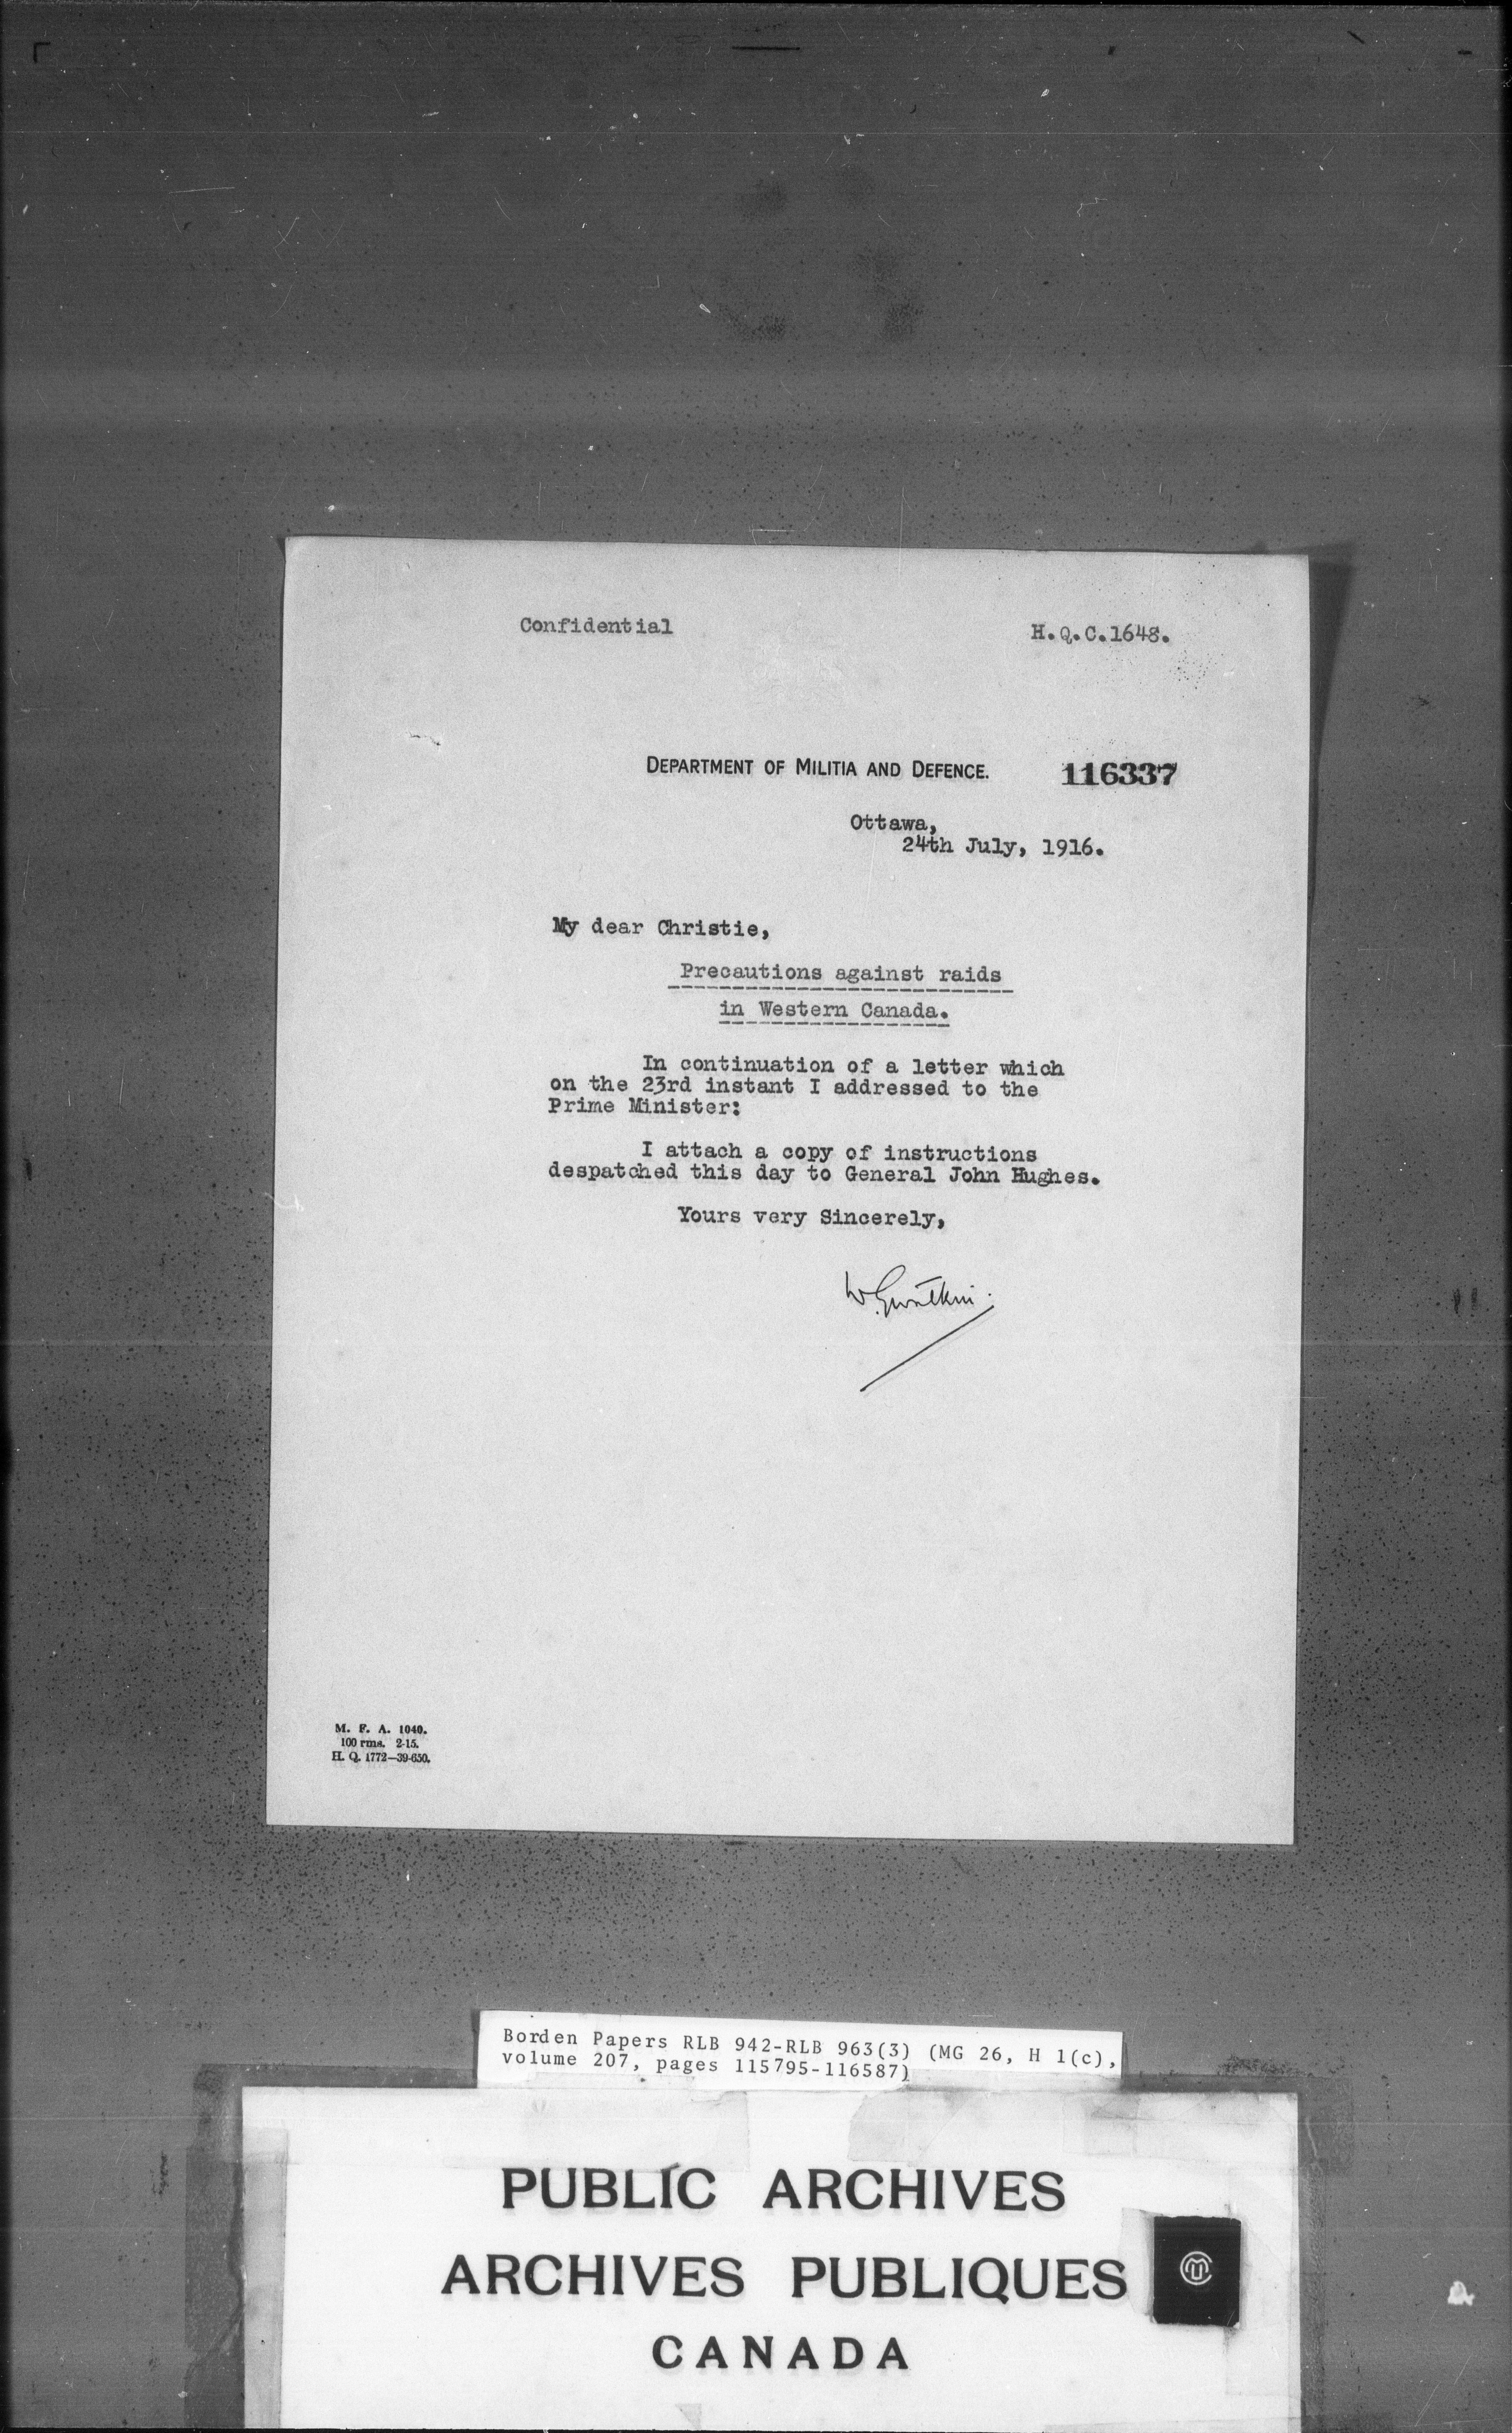 Confidential H.Q.C.1648.
DEPARTMENT OF MILITIA AND DEFENCE. 116337
Ottawa,
24th July, 1916.
My dear Christie,
Precautions against raids
in Western Canada.
In continuation of a letter which
on the 23rd instant I addressed to the
Prime Minister:
I attach a copy of instructions
despatched this day to General John Hughes.
Yours very Sincerely,
W. Gwatkin.
M. F. A. 1040.
100 rms. 2-15.
H. Q. 1772—39-650.
Borden Papers RLB 942-RLB 963(3) (MG 26, H 1(c),
volume 207, pages 115795-116587)
PUBLIC ARCHIVES
ARCHIVES PUBLIQUES
CANADA